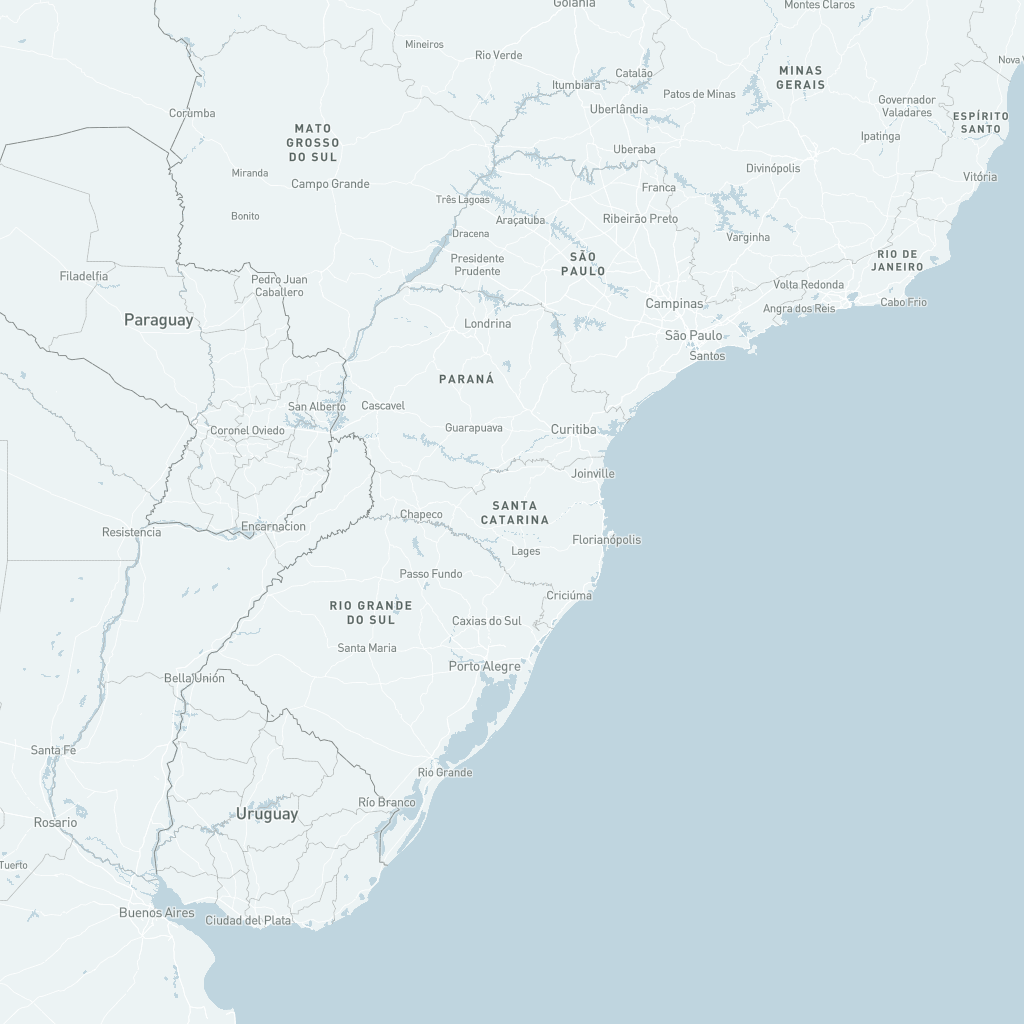 Goiânia
Montes Claros
Mineiros
Rio Verde
Nova V
Catalão
MINAS
GERAIS
Itumbiara
Patos de Minas
Uberlândia
Governador
Valadares
Corumba
ESPÍRITO
SANTO
MATO
GROSSO
DO SUL
Ipatinga
Uberaba
Divinópolis
Miranda
Vitória
Campo Grande
Franca
Três Lagoas
Bonito
Araçatuba
Ribeirão Preto
Dracena
Varginha
Presidente
Prudente
SÃO
PAULO
RIO DE
JANEIRO
Filadelfia
Pedro Juan
Caballero
Volta Redonda
Campinas
Cabo Frio
Angra dos Reis
Paraguay
Londrina
São Paulo
Santos
PARANÁ
San Alberto
Cascavel
Coronel Oviedo
Guarapuava
Curitiba
Joinville
SANTA
CATARINA
Chapeco
Encarnacion
Resistencia
Florianópolis
Lages
Passo Fundo
Criciúma
RIO GRANDE
DO SUL
Caxias do Sul
Santa Maria
Porto Alegre
Bella Unión
Santa Fe
Rio Grande
Río Branco
Uruguay
Rosario
Tuerto
Buenos Aires
Ciudad del Plata